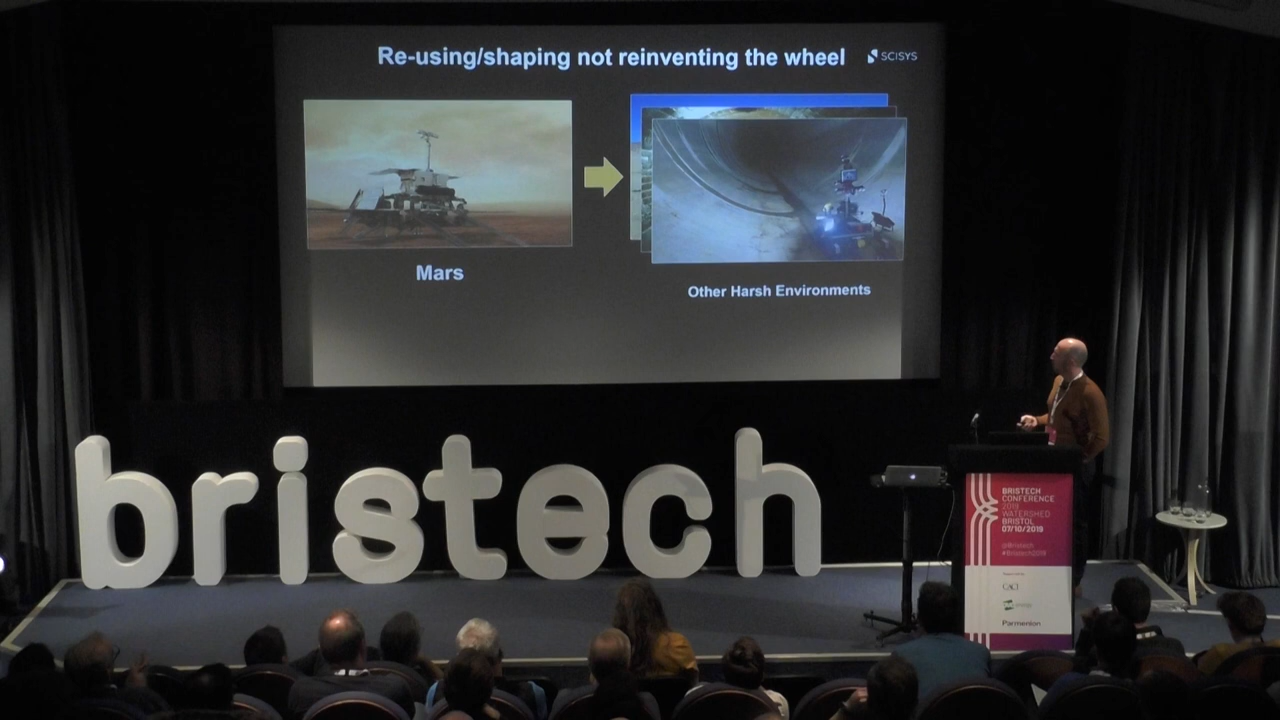 Re-using/shaping not reinventing the wheel
SCISYS
Mars
Other Harsh Environments
bristech
BRISTECH
CONFERENCE
2019
WATERSHED
BRISTOL
07/10/2019
@Bristech
#Bristech2019
CACI
Parmenion